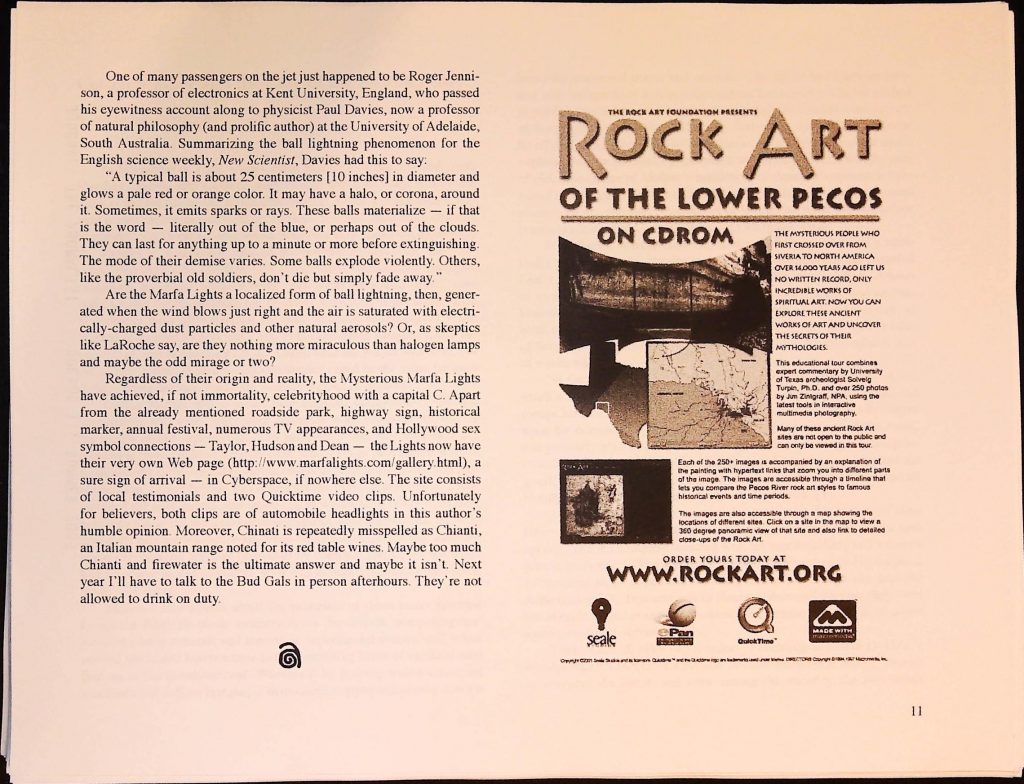 One of many passengers on the jet just happened to be Roger Jenni-
son, a professor of electronics at Kent University, England, who passed
his eyewitness account along to physicist Paul Davies, now a professor
of natural philosophy (and prolific author) at the University of Adelaide,
South Australia. Summarizing the ball lightning phenomenon for the
English science weekly, New Scientist, Davies had this to say:
“A typical ball is about 25 centimeters [10 inches] in diameter and
glows a pale red or orange color. It may have a halo, or corona, around
it. Sometimes, it emits sparks or rays. These balls materialize — if that
is the word — literally out of the blue, or perhaps out of the clouds.
They can last for anything up to a minute or more before extinguishing.
The mode of their demise varies. Some balls explode violently. Others,
like the proverbial old soldiers, don’t die but simply fade away.”
Are the Marfa Lights a localized form of ball lightning, then, gener-
ated when the wind blows just right and the air is saturated with electri-
cally-charged dust particles and other natural aerosols? Or, as skeptics
like LaRoche say, are they nothing more miraculous than halogen lamps
and maybe the odd mirage or two?
Regardless of their origin and reality, the Mysterious Marfa Lights
have achieved, if not immortality, celebrityhood with a capital C. Apart
from the already mentioned roadside park, highway sign, historical
marker, annual festival, numerous TV appearances, and Hollywood sex
symbol connections — Taylor, Hudson and Dean — the Lights now have
their very own Web page (http://www.marfalights.com/gallery.html), a
sure sign of arrival — in Cyberspace, if nowhere else. The site consists
of local testimonials and two Quicktime video clips. Unfortunately
for believers, both clips are of automobile headlights in this author’s
humble opinion. Moreover, Chinati is repeatedly misspelled as Chianti,
an Italian mountain range noted for its red table wines. Maybe too much
Chianti and firewater is the ultimate answer and maybe it isn’t. Next
year I’ll have to talk to the Bud Gals in person afterhours. They’re not
allowed to drink on duty.
THE ROCK ART FOUNDATION PRESENTS
ROCK ART
OF THE LOWER PECOS
ON CDROM
THE MYSTERIOUS PEOPLE WHO
FIRST CROSSED OVER FROM
SIVERIA TO NORTH AMERICA
OVER 14,000 YEARS AGO LEFT US
NO WRITTEN RECORD, ONLY
INCREDIBLE WORKS OF
SPIRITUAL ART. NOW YOU CAN
EXPLORE THESE ANCIENT
WORKS OF ART AND UNCOVER
THE SECRETS OF THEIR
MYTHOLOGIES.
This educational tour combines
expert commentary by University
of Texas archeologist Solveig
Turpin, Ph.D. and over 250 photos
by Jim Zintgraff, NPA, using the
latest tools in interactive
multimedia photography.
Many of these ancient Rock Art
sites are not open to the public and
can only be viewed in this tour.
Each of the 250+ images is accompanied by an explanation of
the painting with hypertext links that zoom you into different parts
of the image. The images are accessible through a timeline that
lets you compare the Pecos River rock art styles to famous
historical events and time periods.
The images are also accessible through a map showing the
locations of different sites. Click on a site in the map to view a
360 degree panoramic view of that site and also link to detailed
close-ups of the Rock Art.
ORDER YOURS TODAY AT
WWW.ROCKART.ORG
seale
ePan
QuickTime™
MADE WITH
macromedia
Copyright ©2001 Seale Studios and its licensors. Quicktime™ and the Quicktime logo are trademarks used under license. DIRECTOR® Copyright © 1994-1997 Macromedia, Inc.
11